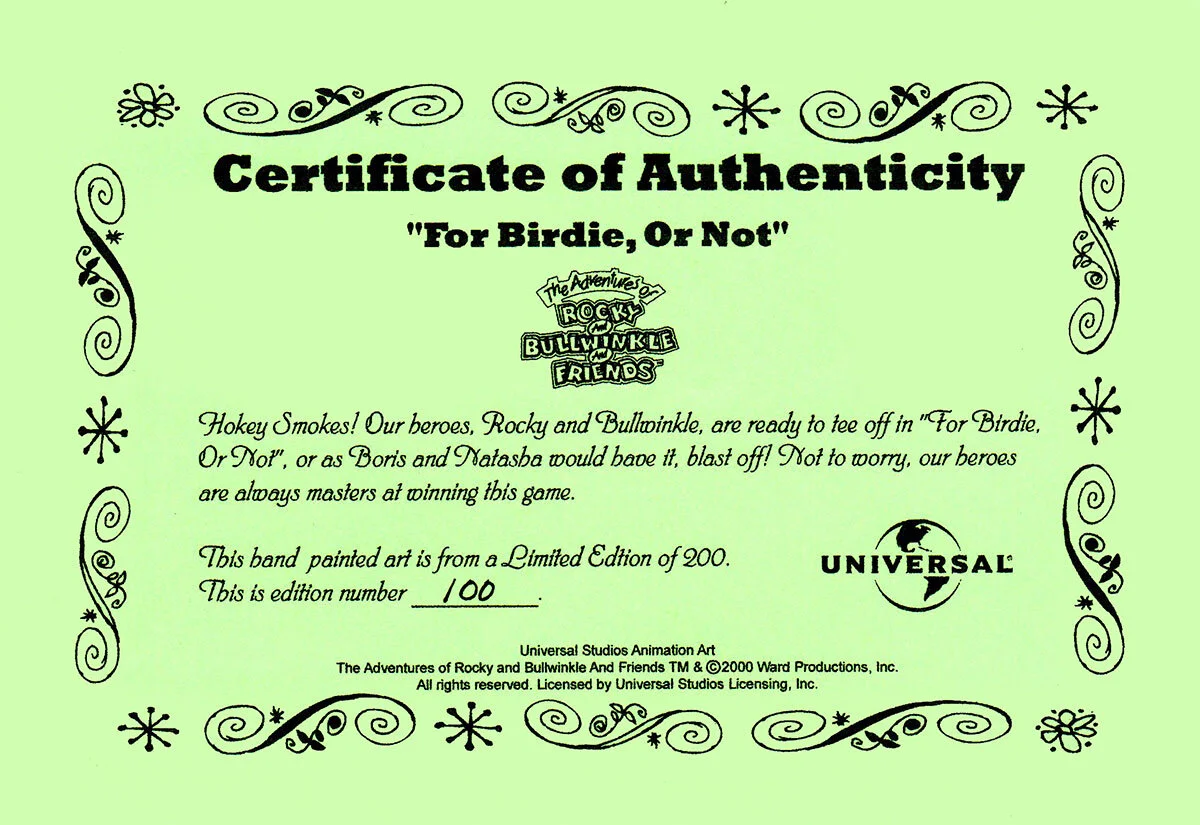 Certificate of Authenticity
"For Birdie, Or Not"
The Adventures of
ROCKY
And
BULLWINKLE
And
FRIENDS™
Hokey Smokes! Our heroes, Rocky and Bullwinkle, are ready to tee off in "For Birdie,
Or Not", or as Boris and Natasha would have it, blast off! Not to worry, our heroes
are always masters at winning this game.
This hand painted art is from a Limited Edtion of 200.
This is edition number 100.
UNIVERSAL®
Universal Studios Animation Art
The Adventures of Rocky and Bullwinkle And Friends TM & ©2000 Ward Productions, Inc.
All rights reserved. Licensed by Universal Studios Licensing, Inc.